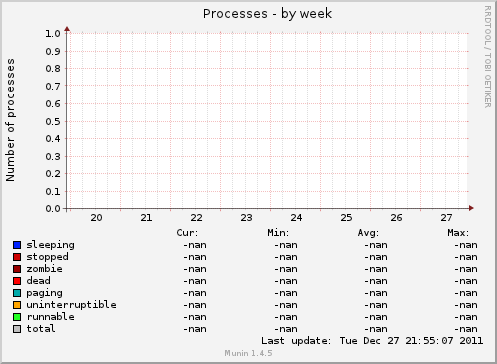 Processes - by week
RRDTOOL / TOBI OETIKER
Number of processes
1.0
0.9
0.8
0.7
0.6
0.5
0.4
0.3
0.2
0.1
0.0
20 21 22 23 24 25 26 27
Cur: Min: Avg: Max:
sleeping -nan -nan -nan -nan
stopped -nan -nan -nan -nan
zombie -nan -nan -nan -nan
dead -nan -nan -nan -nan
paging -nan -nan -nan -nan
uninterruptible -nan -nan -nan -nan
runnable -nan -nan -nan -nan
total -nan -nan -nan -nan
Last update: Tue Dec 27 21:55:07 2011
Munin 1.4.5